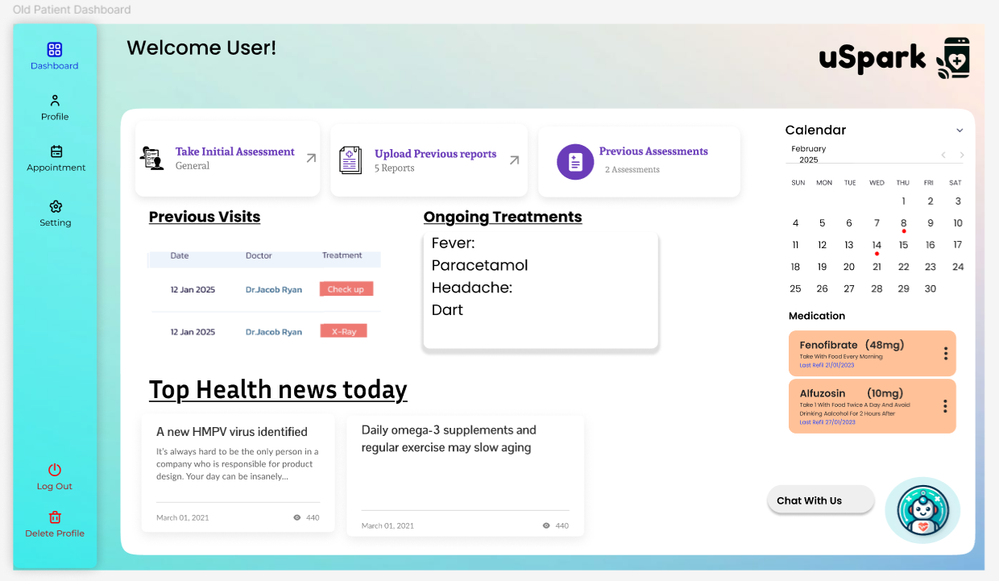 Old Patient Dashboard
Dashboard
Profile
Appointment
Setting
Log Out
Delete Profile
Welcome User!
uSpark
Take Initial Assessment
General
Upload Previous reports
5 Reports
Previous Assessments
2 Assessments
Previous Visits
Date Doctor Treatment
12 Jan 2025 Dr.Jacob Ryan Check up
12 Jan 2025 Dr.Jacob Ryan X-Ray
Ongoing Treatments
Fever:
Paracetamol
Headache:
Dart
Top Health news today
A new HMPV virus identified
It's always hard to be the only person in a
company who is responsible for product
design. Your day can be insanely...
March 01, 2021 440
Daily omega-3 supplements and
regular exercise may slow aging
March 01, 2021 440
Calendar
February
2025
SUN MON TUE WED THU FRI SAT
1 2 3
4 5 6 7 8 9 10
11 12 13 14 15 16 17
18 19 20 21 22 23 24
25 26 27 28 29 30
Medication
Fenofibrate (48mg)
Take With Food Every Morning
Last Refil 21/01/2023
Alfuzosin (10mg)
Take 1 With Food Twice A Day And Avoid
Drinking Aalcohol For 2 Hours After
Last Refil 27/01/2023
Chat With Us